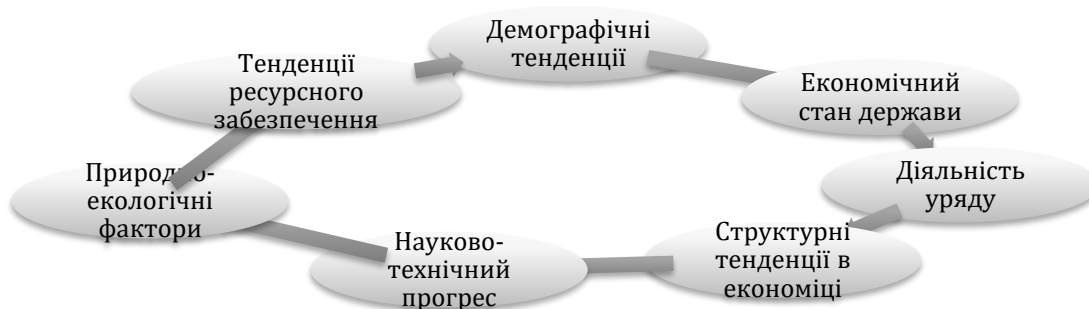 Демографічні
тенденції
Економічний
стан держави
Діяльність
уряду
Структурні
тенденції в
економіці
Науково-
технічний
прогрес
Природно-
екологічні
фактори
Тенденції
ресурсного
забезпечення